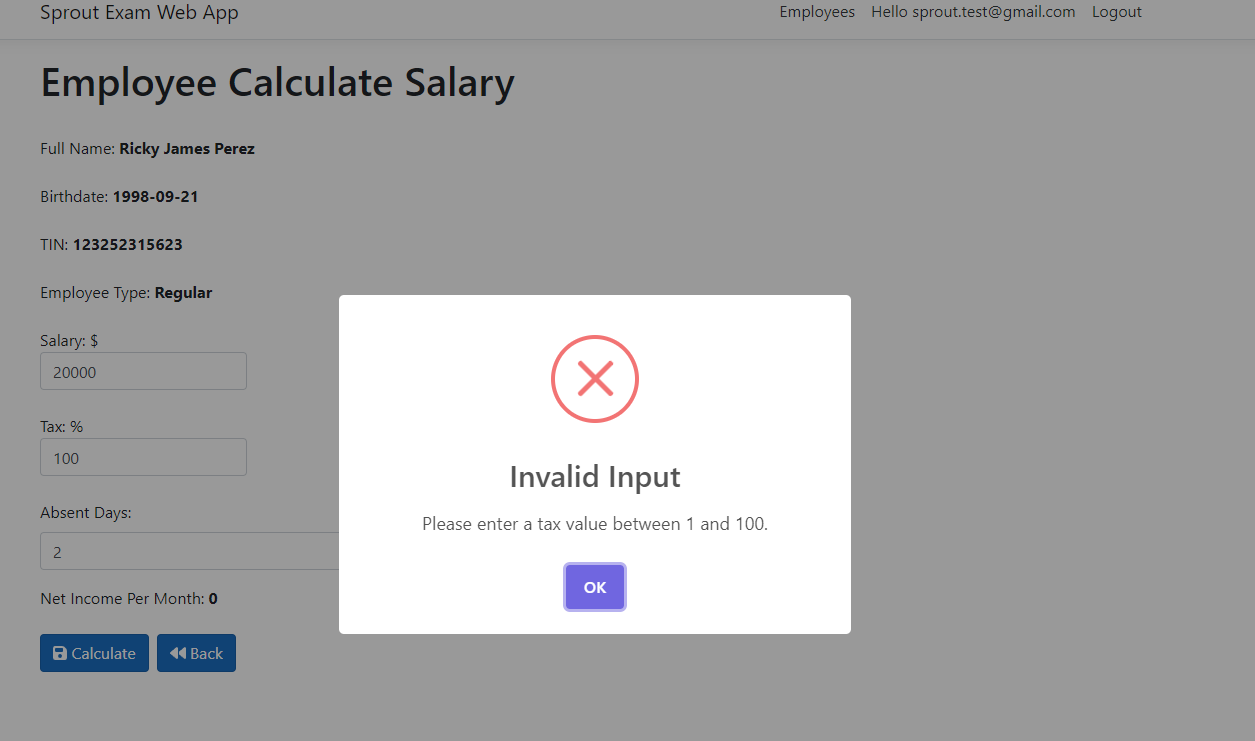 Sprout Exam Web App
Employees Hello sprout.test@gmail.com Logout
Employee Calculate Salary
Full Name: Ricky James Perez
Birthdate: 1998-09-21
TIN: 123252315623
Employee Type: Regular
Salary: $
20000
Tax: %
100
Absent Days:
2
Net Income Per Month: 0
Calculate Back
Invalid Input
Please enter a tax value between 1 and 100.
OK